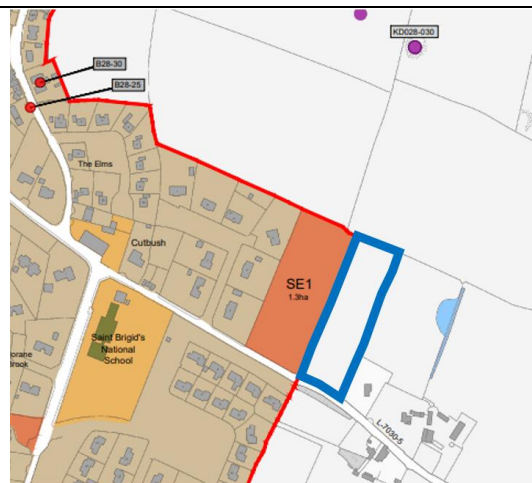 KD028-030
B28-30
B28-25
The Elms
Cutbush
SE1
1.3ha
Saint Brigid's
National
School
L-7030-5